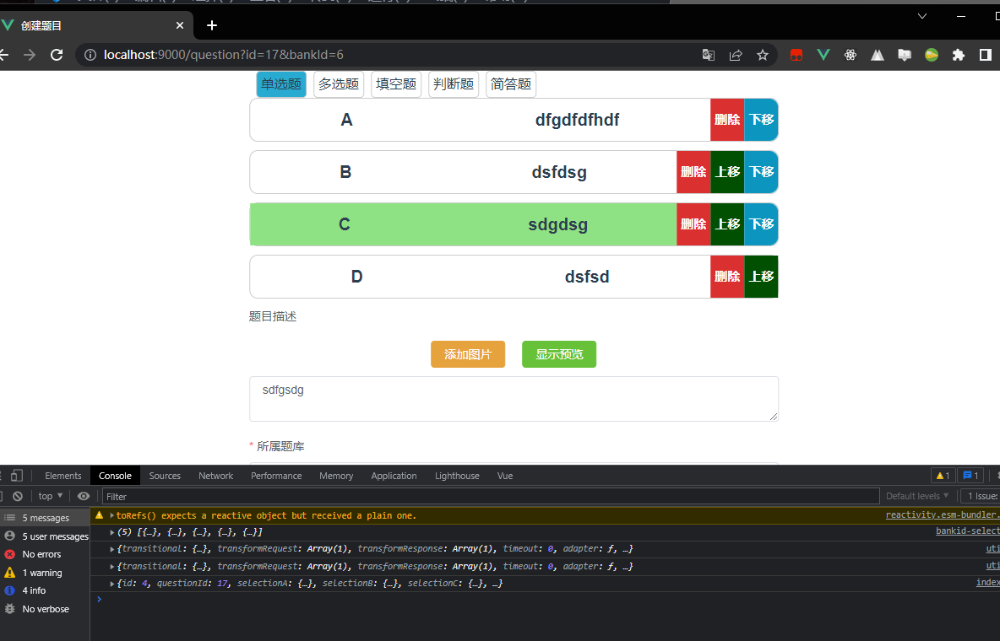 创建题目
localhost:9000/question?id=17&bankId=6
单选题 多选题 填空题 判断题 简答题
A dfgdfdfhdf 删除 下移
B dsfdsg 删除 上移 下移
C sdgdsg 删除 上移 下移
D dsfsd 删除 上移
题目描述
添加图片 显示预览
sdfgsdg
* 所属题库
Elements Console Sources Network Performance Memory Application Lighthouse Vue 1 1
top Filter Default levels 1 Issue:
5 messages
5 user messages
No errors
1 warning
4 info
No verbose
toRefs() expects a reactive object but received a plain one. reactivity.esm-bundler.
(5) [{…}, {…}, {…}, {…}, {…}] bankid-select
{transitional: {…}, transformRequest: Array(1), transformResponse: Array(1), timeout: 0, adapter: ƒ, …} uti
{transitional: {…}, transformRequest: Array(1), transformResponse: Array(1), timeout: 0, adapter: ƒ, …} uti
{id: 4, questionId: 17, selectionA: {…}, selectionB: {…}, selectionC: {…}, …} index